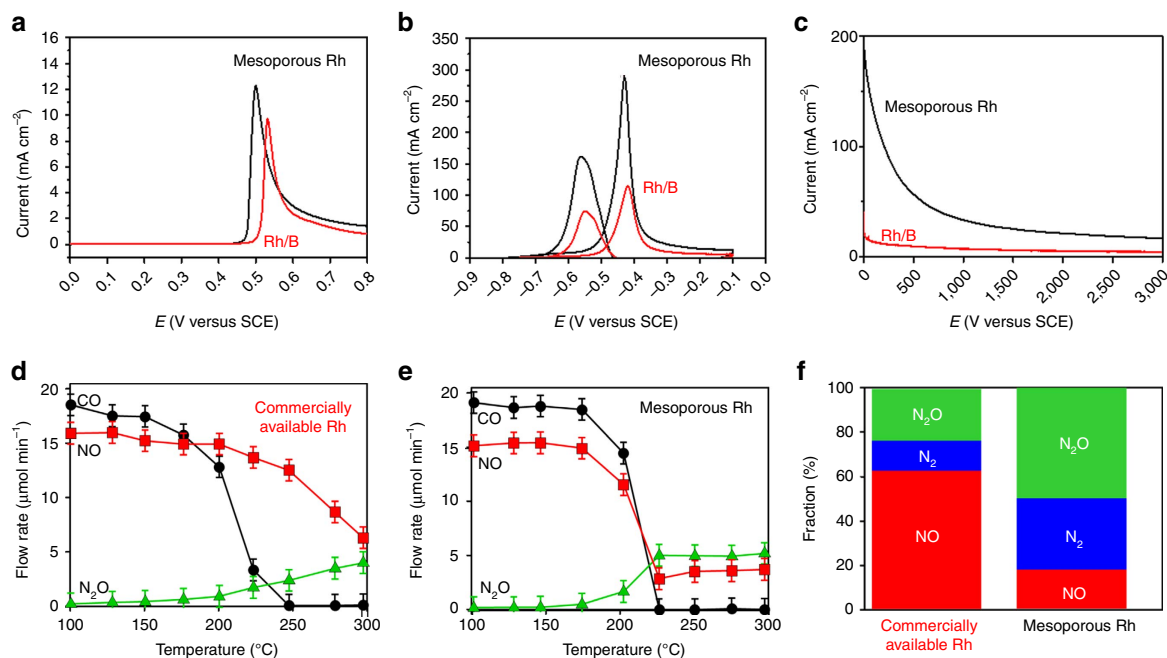 a
16
14
12
10
8
6
4
2
0
Current (mA cm−2)
Mesoporous Rh
Rh/B
0.0 0.1 0.2 0.3 0.4 0.5 0.6 0.7 0.8
E (V versus SCE)
b
350
300
250
200
150
100
50
0
Current (mA cm−2)
Mesoporous Rh
Rh/B
−0.9 −0.8 −0.7 −0.6 −0.5 −0.4 −0.3 −0.2 −0.1 0.0
E (V versus SCE)
c
200
100
0
Current (mA cm−2)
Mesoporous Rh
Rh/B
0 500 1,000 1,500 2,000 2,500 3,000
E (V versus SCE)
d
20
15
10
5
0
Flow rate (μmol min−1)
CO
NO
N2O
Commercially
available Rh
100 150 200 250 300
Temperature (°C)
e
20
15
10
5
0
Flow rate (μmol min−1)
CO
NO
N2O
Mesoporous Rh
100 150 200 250 300
Temperature (°C)
f
100
80
60
40
20
0
Fraction (%)
N2O
N2
NO
N2O
N2
NO
Commercially
available Rh
Mesoporous Rh